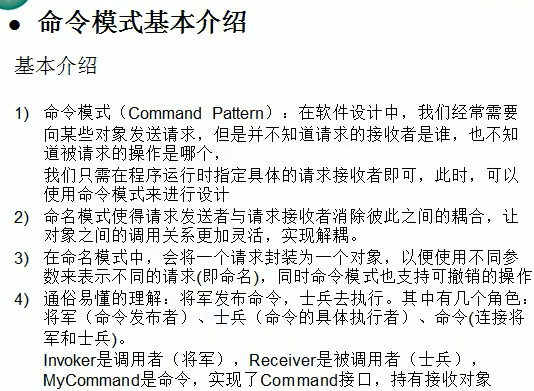 ● 命令模式基本介绍
基本介绍
1) 命令模式（Command Pattern）：在软件设计中，我们经常需要
向某些对象发送请求，但是并不知道请求的接收者是谁，也不知
道被请求的操作是哪个，
我们只需在程序运行时指定具体的请求接收者即可，此时，可以
使用命令模式来进行设计
2) 命名模式使得请求发送者与请求接收者消除彼此之间的耦合，让
对象之间的调用关系更加灵活，实现解耦。
3) 在命名模式中，会将一个请求封装为一个对象，以便使用不同参
数来表示不同的请求(即命名)，同时命令模式也支持可撤销的操作
4) 通俗易懂的理解：将军发布命令，士兵去执行。其中有几个角色：
将军（命令发布者）、士兵（命令的具体执行者）、命令(连接将
军和士兵)。
Invoker是调用者（将军），Receiver是被调用者（士兵），
MyCommand是命令，实现了Command接口，持有接收对象